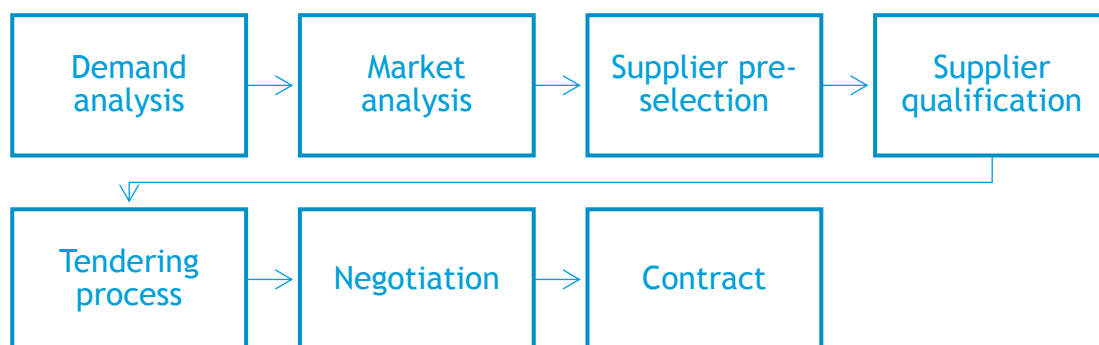 Demand
analysis
Market
analysis
Supplier pre-
selection
Supplier
qualification
Tendering
process
Negotiation
Contract